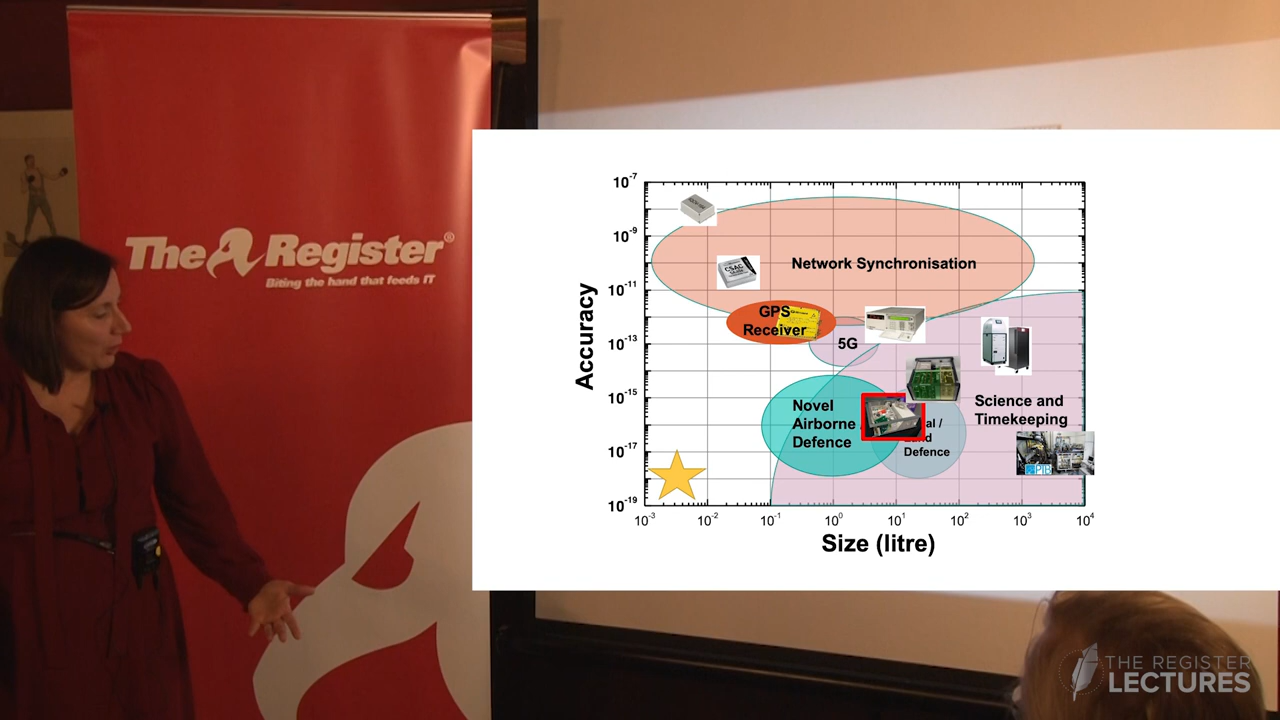 The Register®
Biting the hand that feeds IT
Accuracy
10-7
10-9
10-11
10-13
10-15
10-17
10-19
Network Synchronisation
CSAC
GPS
Receiver
5G
Novel
Airborne
Defence
al /
Land
Defence
Science and
Timekeeping
PTB
10-3
10-2
10-1
100
101
102
103
104
Size (litre)
THE REGISTER
LECTURES